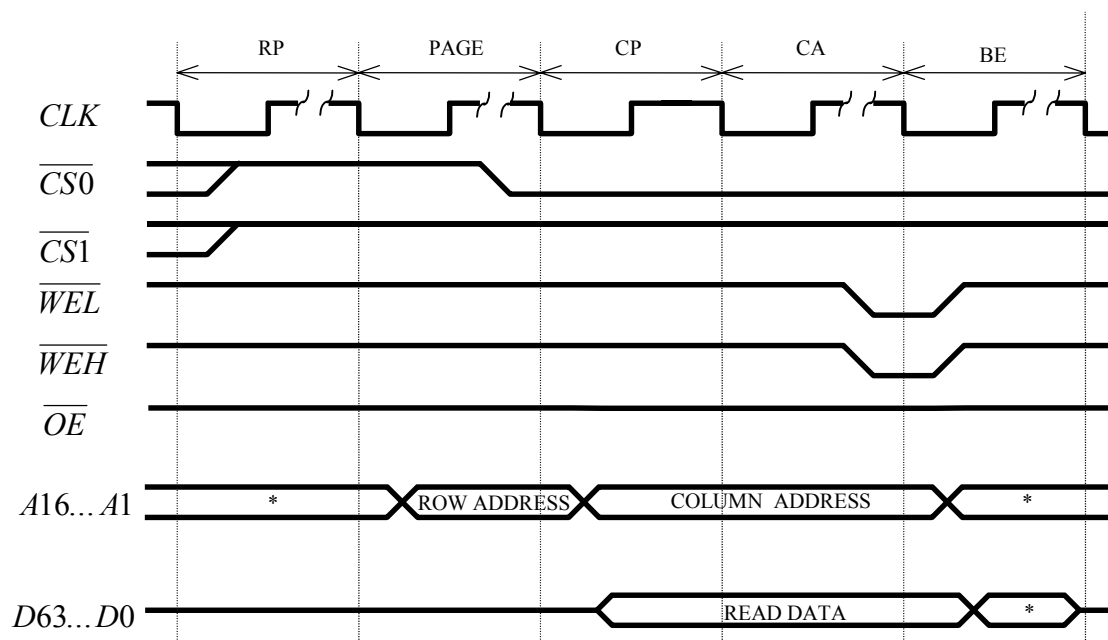 RP PAGE CP CA BE
CLK
CS0
CS1
WEL
WEH
OE
A16...A1 * ROW ADDRESS COLUMN ADDRESS *
D63...D0 READ DATA *